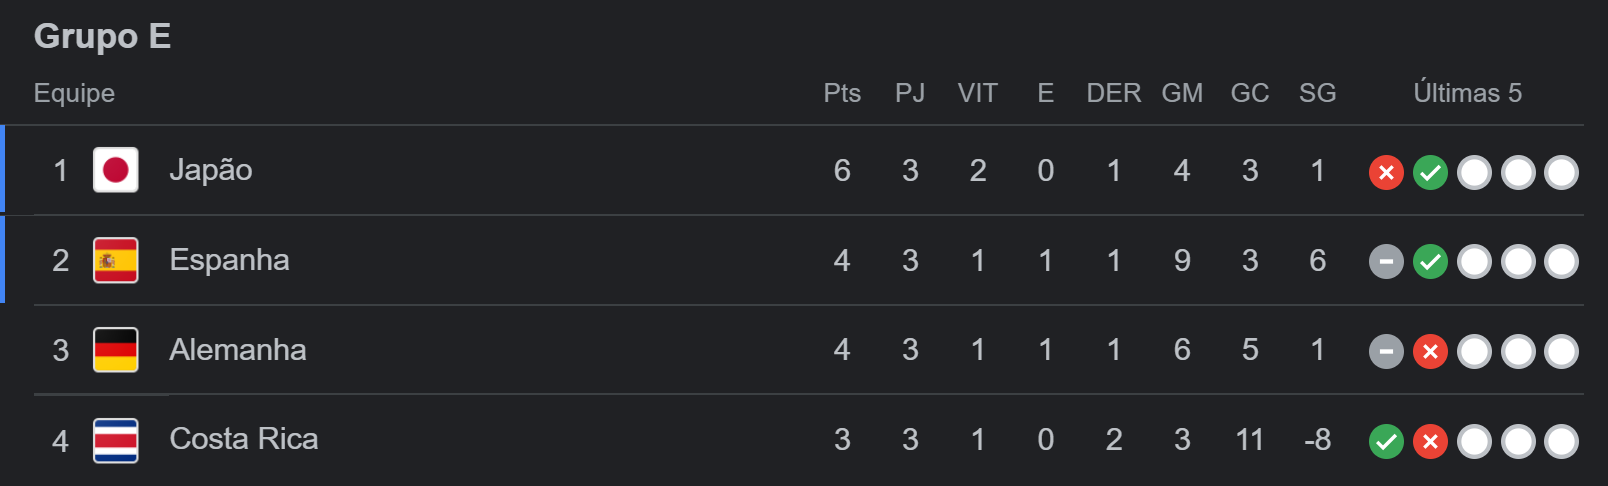 Grupo E
Equipe Pts PJ VIT E DER GM GC SG Últimas 5
1 Japão 6 3 2 0 1 4 3 1
2 Espanha 4 3 1 1 1 9 3 6
3 Alemanha 4 3 1 1 1 6 5 1
4 Costa Rica 3 3 1 0 2 3 11 -8